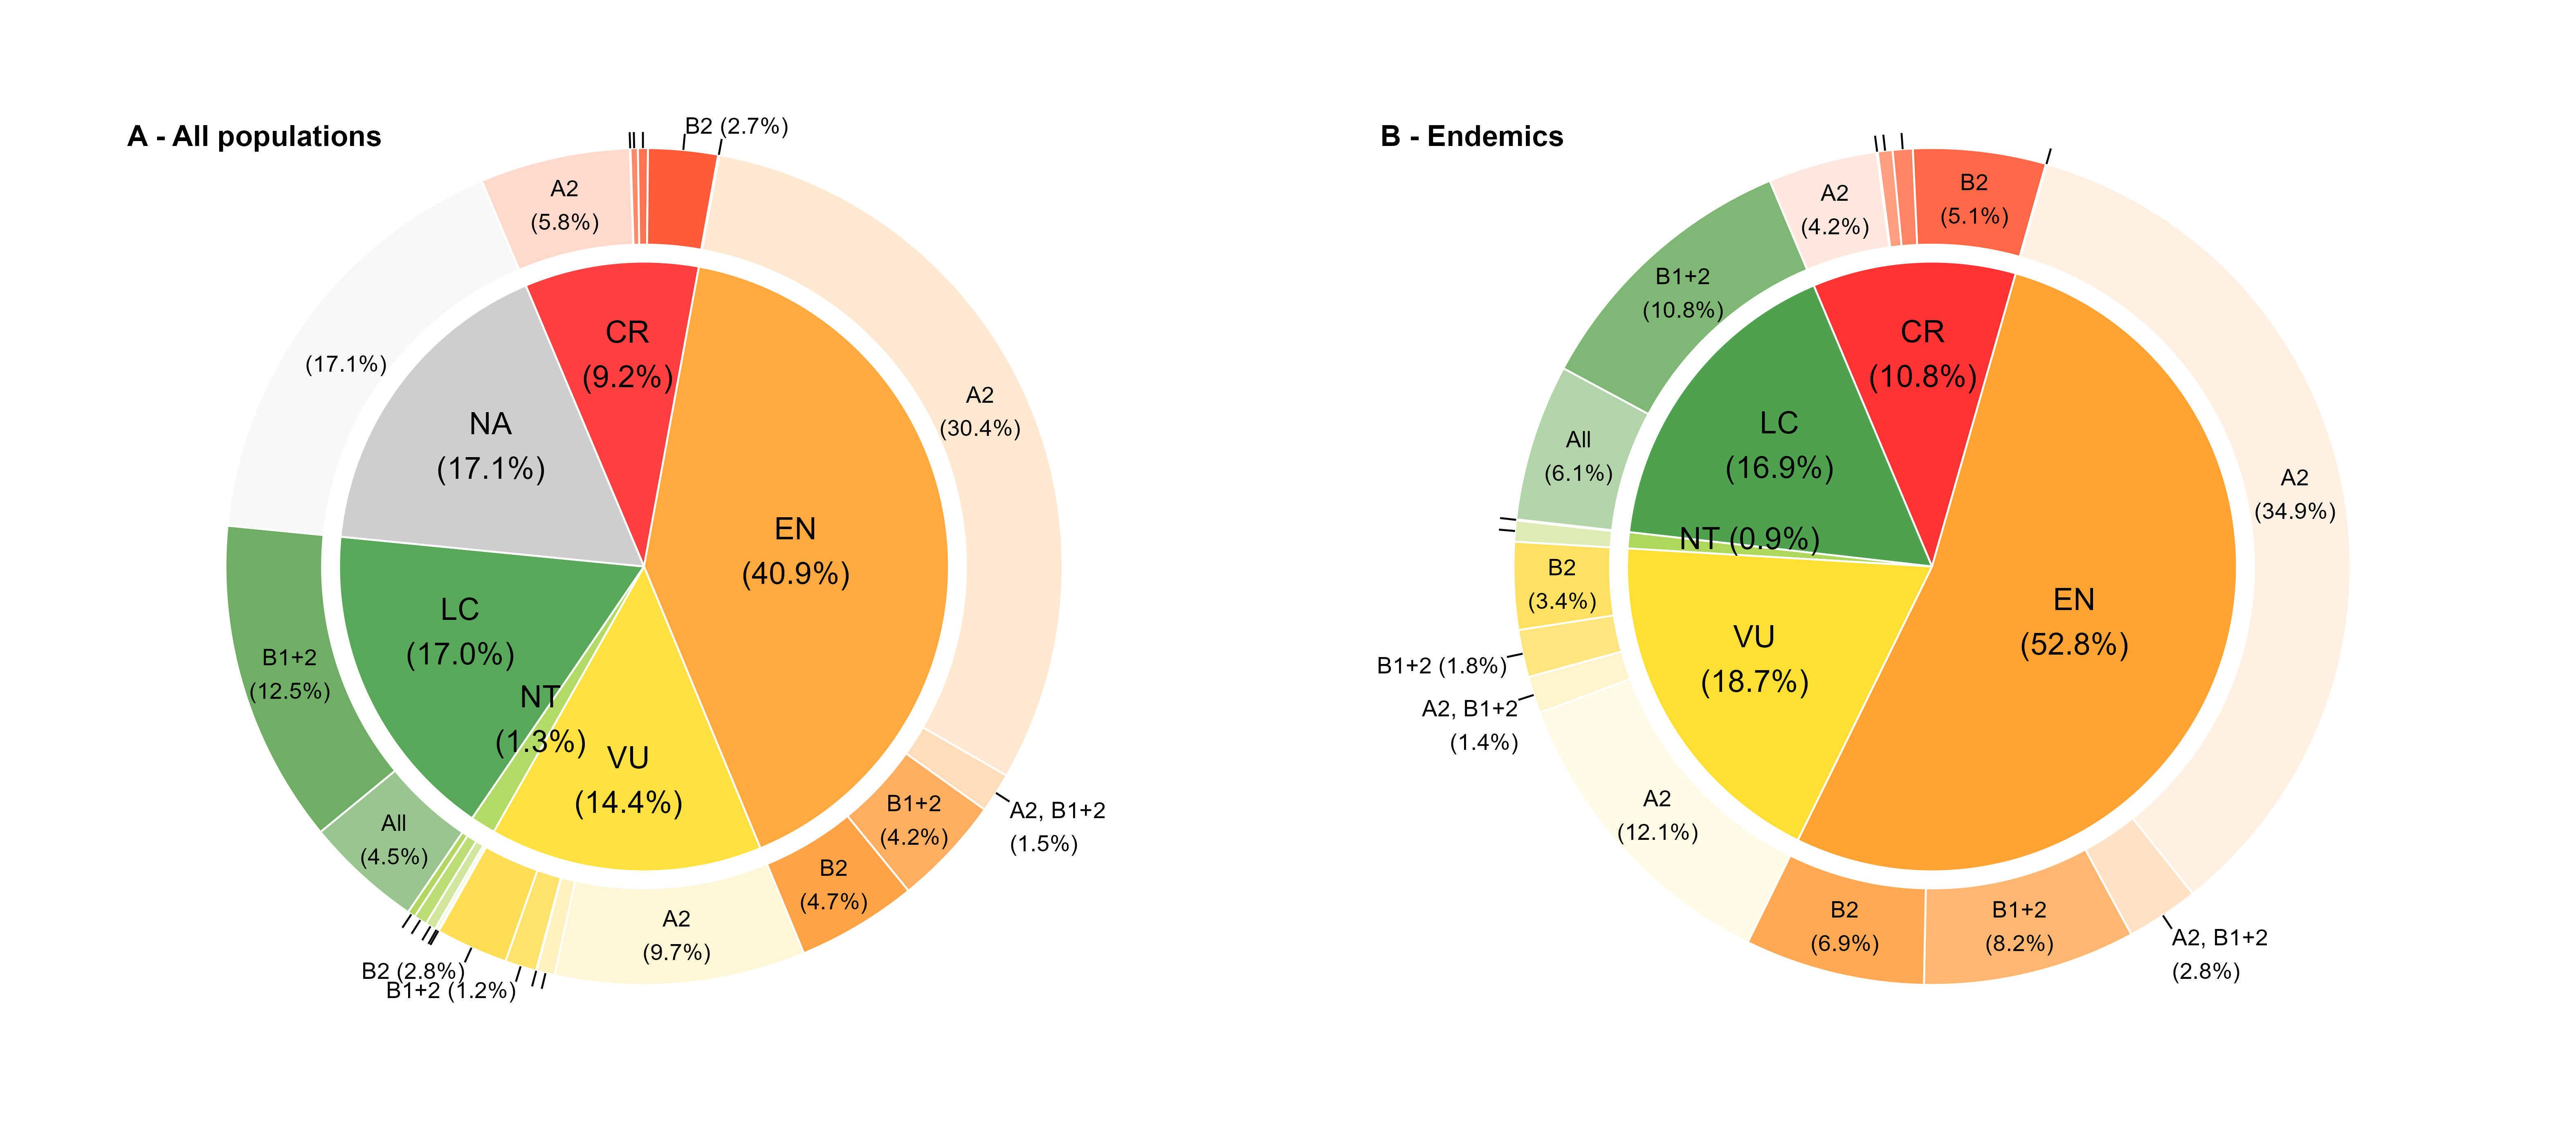 A - All populations
B2 (2.7%)
A2
(5.8%)
CR
(9.2%)
(17.1%)
NA
(17.1%)
A2
(30.4%)
EN
(40.9%)
LC
(17.0%)
B1+2
(12.5%)
NT
(1.3%)
VU
(14.4%)
All
(4.5%)
B1+2
(4.2%)
A2, B1+2
(1.5%)
B2
(4.7%)
A2
(9.7%)
B2 (2.8%)
B1+2 (1.2%)
B - Endemics
A2
(4.2%)
B2
(5.1%)
B1+2
(10.8%)
CR
(10.8%)
LC
(16.9%)
All
(6.1%)
NT (0.9%)
A2
(34.9%)
B2
(3.4%)
EN
(52.8%)
VU
(18.7%)
B1+2 (1.8%)
A2, B1+2
(1.4%)
A2
(12.1%)
B2
(6.9%)
B1+2
(8.2%)
A2, B1+2
(2.8%)